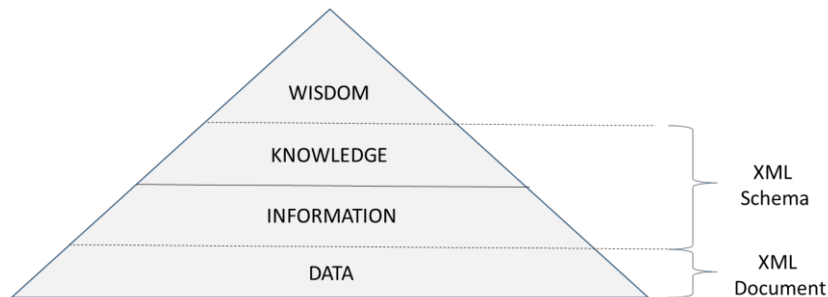 WISDOM
KNOWLEDGE
INFORMATION
DATA
XML
Schema
XML
Document